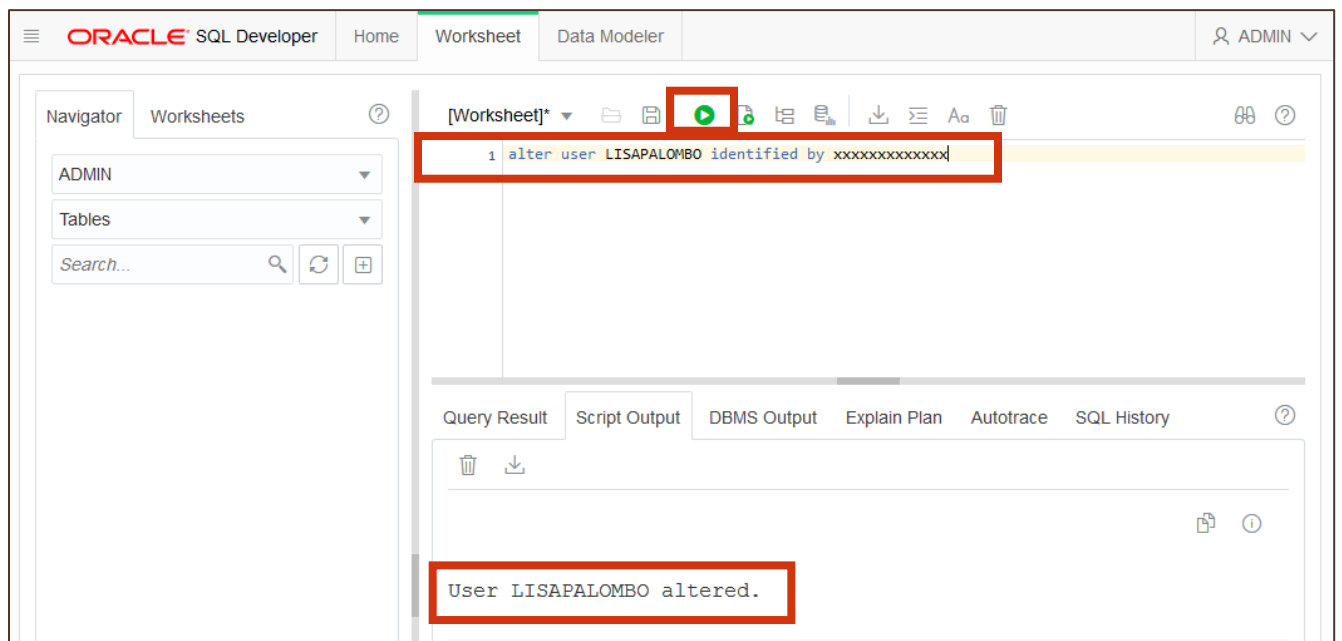 ORACLE SQL Developer Home Worksheet Data Modeler ADMIN
Navigator Worksheets
ADMIN
Tables
Search...
[Worksheet]* Aa
1 alter user LISAPALOMBO identified by xxxxxxxxxxxxx
Query Result Script Output DBMS Output Explain Plan Autotrace SQL History
User LISAPALOMBO altered.